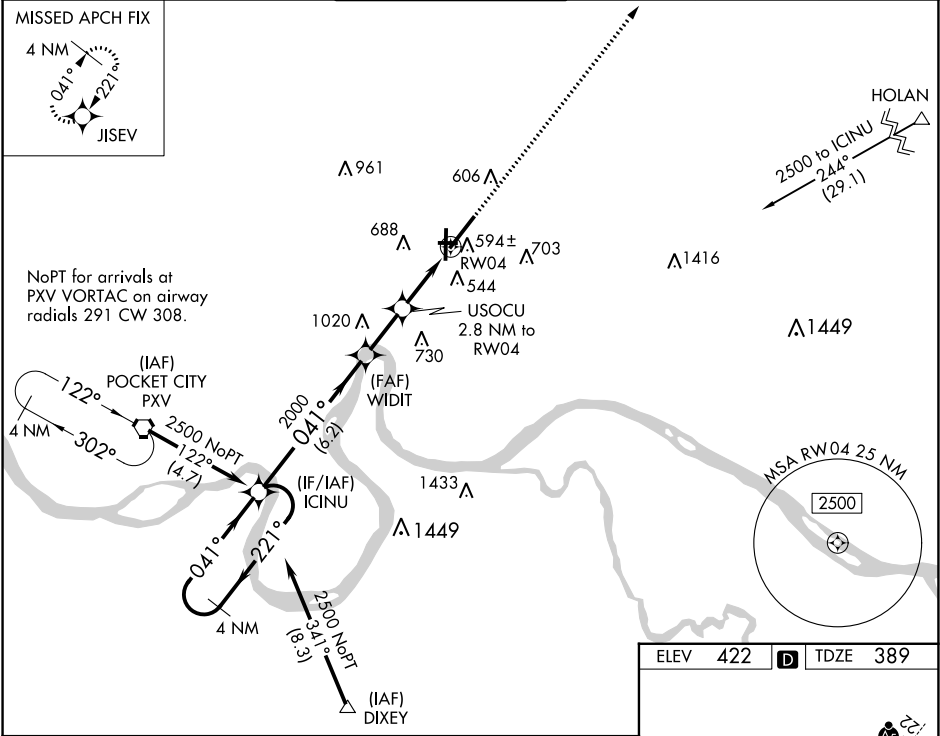 MISSED APCH FIX
4 NM
041°
221°
JISEV
HOLAN
2500 to ICINU
244°
(29.1)
961
606
688
594±
RW04
703
544
1416
NoPT for arrivals at
PXV VORTAC on airway
radials 291 CW 308.
USOCU
2.8 NM to
RW04
1020
730
1449
(IAF)
POCKET CITY
PXV
(FAF)
WIDIT
122°
4 NM
302°
2500 NoPT
122°
(4.7)
2000
041°
(6.2)
(IF/IAF)
ICINU
1433
1449
MSA RW04 25 NM
2500
041°
221°
4 NM
2500 NoPT
341°
(8.3)
(IAF)
DIXEY
ELEV 422 D TDZE 389
22